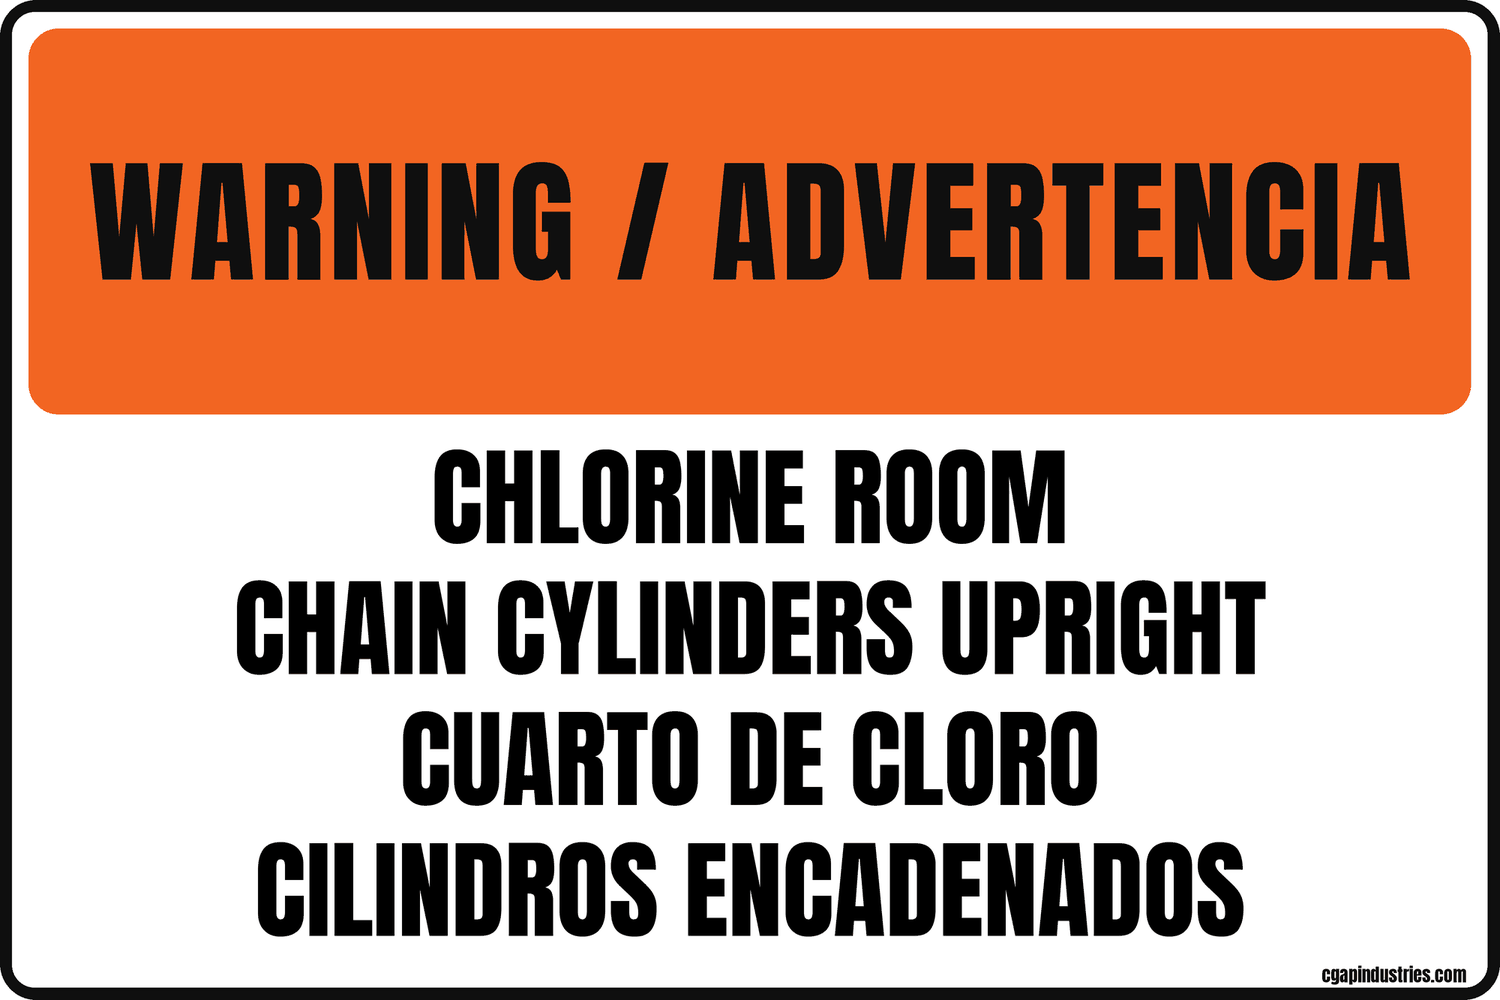 WARNING / ADVERTENCIA
CHLORINE ROOM
CHAIN CYLINDERS UPRIGHT
CUARTO DE CLORO
CILINDROS ENCADENADOS
cgapindustries.com